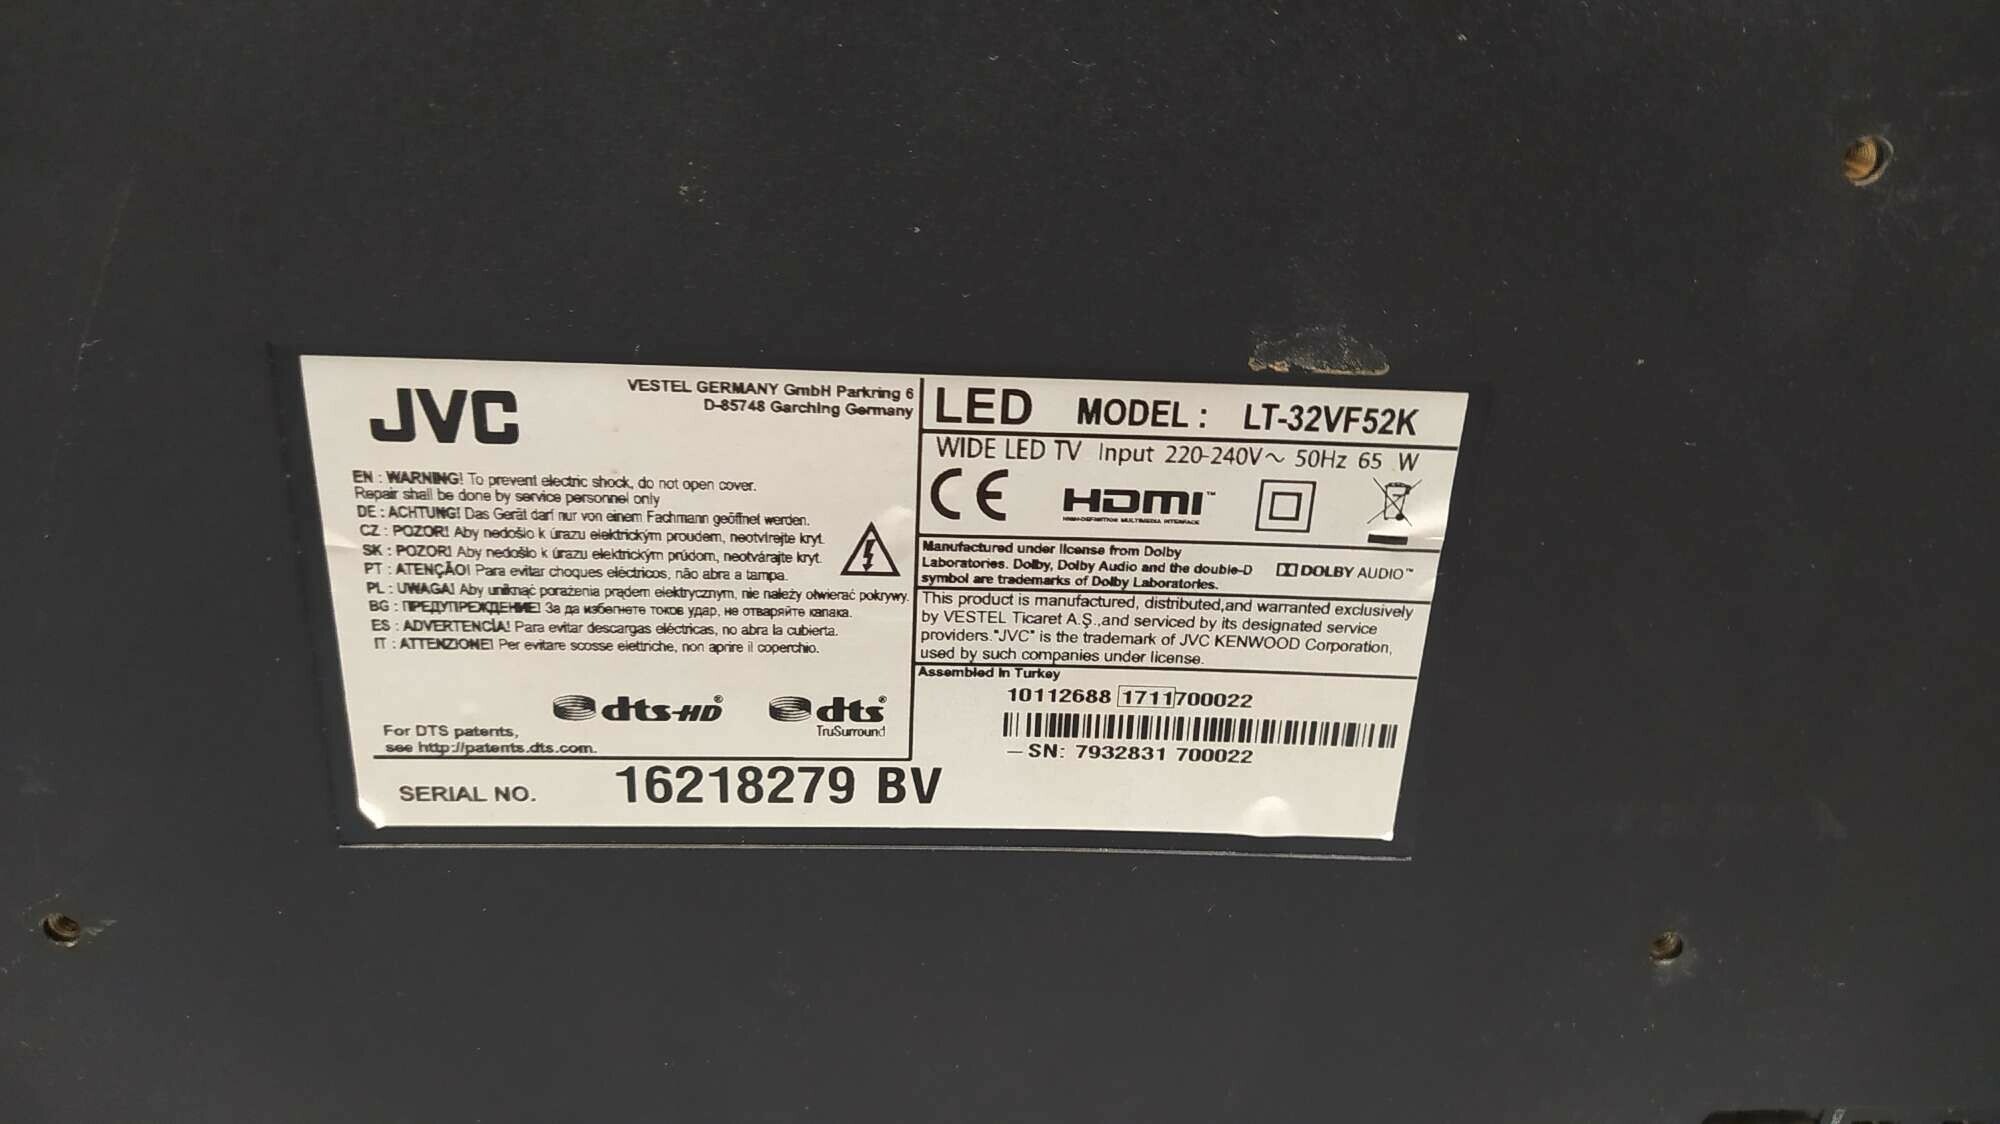 JVC
VESTEL GERMANY GmbH Parkring 6
D-85748 Garching Germany
EN : WARNING! To prevent electric shock, do not open cover.
Repair shall be done by service personnel only
DE : ACHTUNG! Das Gerät darf nur von einem Fachmann geöffnet werden.
CZ : POZOR! Aby nedošlo k úrazu elektrickým proudem, neotvírejte kryt.
SK : POZOR! Aby nedošlo k úrazu elektrickým prúdom, neotvárajte kryt.
PT : ATENÇÃO! Para evitar choques eléctricos, não abra a tampa.
PL : UWAGA! Aby uniknąć porażenia prądem elektrycznym, nie należy otwierać pokrywy.
BG : ПРЕДУПРЕЖДЕНИЕ! За да избегнете токов удар, не отваряйте капака.
ES : ADVERTENCIA! Para evitar descargas eléctricas, no abra la cubierta.
IT : ATTENZIONE! Per evitare scosse elettriche, non aprire il coperchio.
dts-HD®
dts®
TruSurround
For DTS patents,
see http://patents.dts.com.
SERIAL NO. 16218279 BV
LED MODEL : LT-32VF52K
WIDE LED TV Input 220-240V~ 50Hz 65 W
CE HDMI™
HIGH-DEFINITION MULTIMEDIA INTERFACE
Manufactured under license from Dolby
Laboratories. Dolby, Dolby Audio and the double-D
symbol are trademarks of Dolby Laboratories.
DOLBY AUDIO™
This product is manufactured, distributed,and warranted exclusively
by VESTEL Ticaret A.Ş.,and serviced by its designated service
providers."JVC" is the trademark of JVC KENWOOD Corporation,
used by such companies under license.
Assembled In Turkey
10112688 1711700022
SN: 7932831 700022